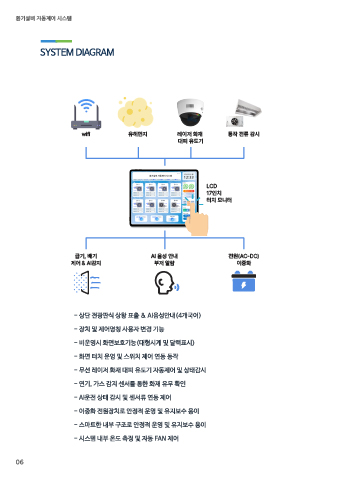 환기설비 자동제어 시스템
SYSTEM DIAGRAM
wifi
유해먼지
레이저 화재
대피 유도기
동작 전류 감시
LCD
17인치
터치 모니터
급기, 배기
제어 & AI감지
AI 음성 안내
부저 알람
전원(AC-DC)
이중화
- 상단 전광판식 상황 표출 & AI음성안내(4개국어)
- 장치 및 제어명칭 사용자 변경 기능
- 비운영시 화면보호기능(대형시계 및 달력표시)
- 화면 터치 운영 및 스위치 제어 연동 동작
- 무선 레이저 화재 대피 유도기 자동제어 및 상태감시
- 연기, 가스 감지 센서를 통한 화재 유무 확인
- AI운전 상태 감시 및 센서류 연동 제어
- 이중화 전원장치로 안정적 운영 및 유지보수 용이
- 스마트한 내부 구조로 안정적 운영 및 유지보수 용이
- 시스템 내부 온도 측정 및 자동 FAN 제어
06